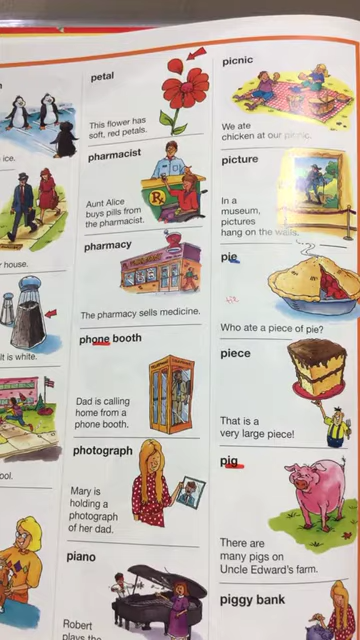 ice.
house.
lt is white.
ool.
petal
This flower has
soft, red petals.
pharmacist
Aunt Alice
buys pills from
the pharmacist.
pharmacy
The pharmacy sells medicine.
phone booth
Dad is calling
home from a
phone booth.
photograph
Mary is
holding a
photograph
of her dad.
piano
Robert
plays the
picnic
We ate
chicken at our picnic.
picture
In a
museum,
pictures
hang on the walls.
pie
Who ate a piece of pie?
piece
That is a
very large piece!
pig
There are
many pigs on
Uncle Edward's farm.
piggy bank